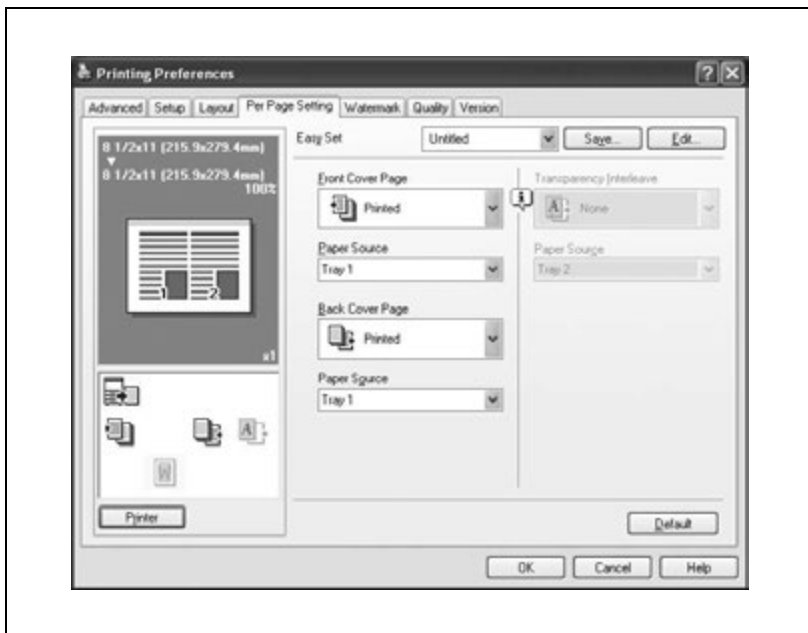 Printing Preferences
Advanced Setup Layout Per Page Setting Watermark Quality Version
8 1/2x11 (215.9x279.4mm)
8 1/2x11 (215.9x279.4mm)
100%
1 2
x1
W
Printer
Easy Set Untitled Save... Edit...
Front Cover Page
Printed
Paper Source
Tray 1
Back Cover Page
Printed
Paper Source
Tray 1
Transparency Interleave
A None
Paper Source
Tray 2
A
Default
OK Cancel Help